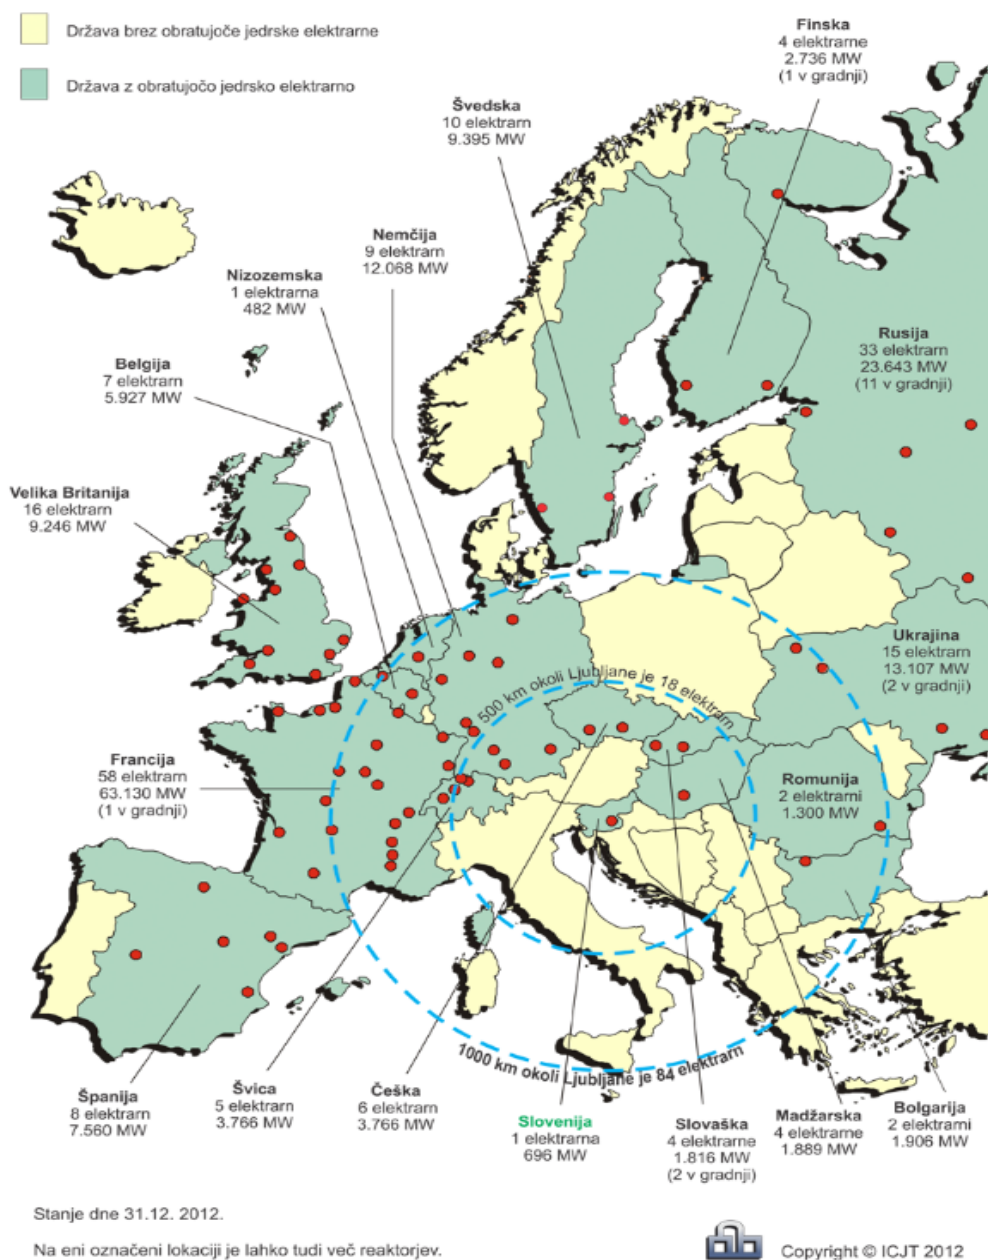 Država brez obratujoče jedrske elektrarne
Država z obratujočo jedrsko elektrarno
Finska
4 elektrarne
2.736 MW
(1 v gradnji)
Švedska
10 elektrarn
9.395 MW
Nemčija
9 elektrarn
12.068 MW
Nizozemska
1 elektrarna
482 MW
Belgija
7 elektrarn
5.927 MW
Rusija
33 elektrarn
23.643 MW
(11 v gradnji)
Velika Britanija
16 elektrarn
9.246 MW
Ukrajina
15 elektrarn
13.107 MW
(2 v gradnji)
500 km okoli Ljubljane je 18 elektrarn
Francija
58 elektrarn
63.130 MW
(1 v gradnji)
Romunija
2 elektrarni
1.300 MW
1000 km okoli Ljubljane je 84 elektrarn
Španija
8 elektrarn
7.560 MW
Švica
5 elektrarn
3.766 MW
Češka
6 elektrarn
3.766 MW
Slovenija
1 elektrarna
696 MW
Slovaška
4 elektrarne
1.816 MW
(2 v gradnji)
Madžarska
4 elektrarne
1.889 MW
Bolgarija
2 elektrarni
1.906 MW
Stanje dne 31.12. 2012.
Na eni označeni lokaciji je lahko tudi več reaktorjev.
Copyright © ICJT 2012